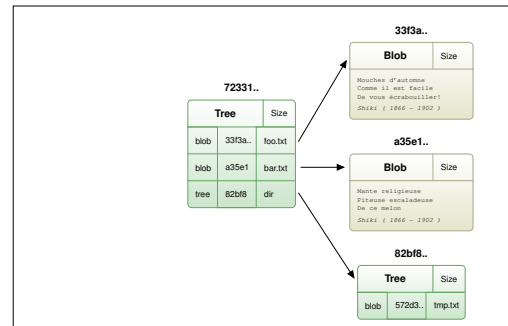 72331..
Tree Size
blob 33f3a.. foo.txt
blob a35e1 bar.txt
tree 82bf8 dir
33f3a..
Blob Size
Mouches d'automne
Comme il est facile
De vous écrabouiller!
Shiki ( 1866 – 1902 )
a35e1..
Blob Size
Mante religieuse
Piteuse escaladeuse
De ce melon
Shiki ( 1866 – 1902 )
82bf8..
Tree Size
blob 572d3.. tmp.txt